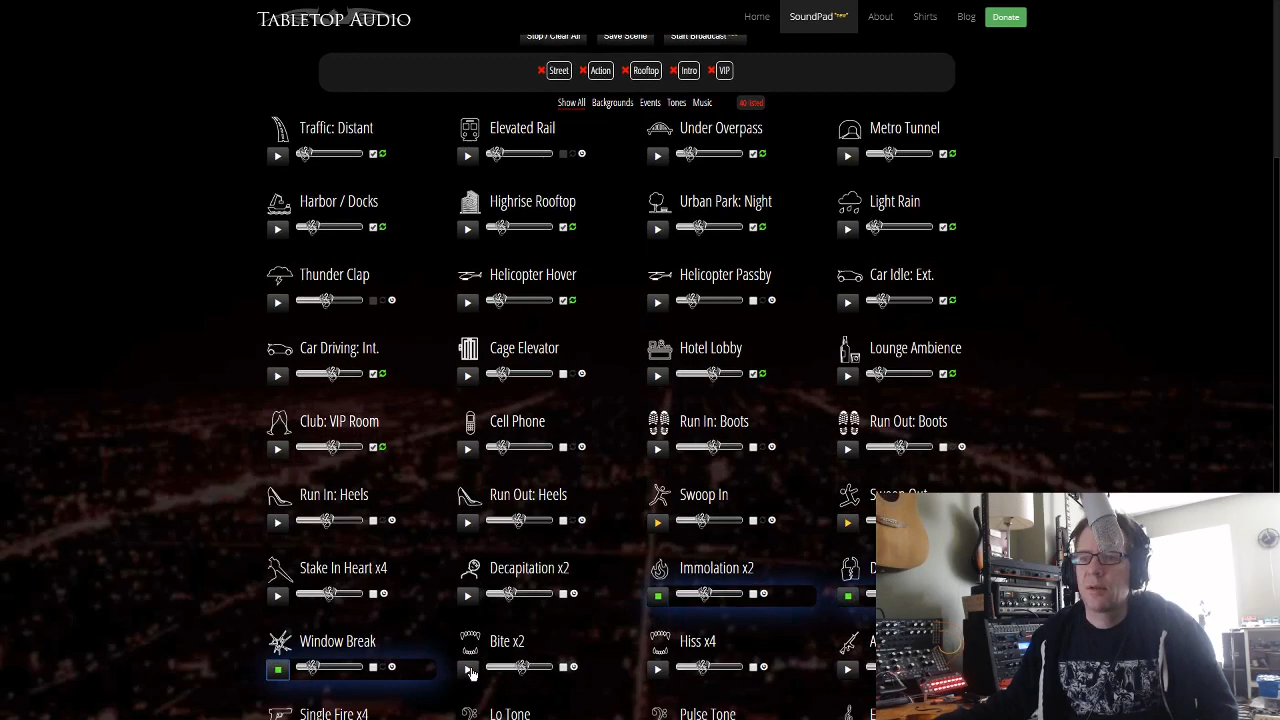 TABLETOP AUDIO
Home SoundPad *new* About Shirts Blog Donate
Stop / Clear All Save Scene Start Broadcast
Street Action Rooftop Intro VIP
Show All Backgrounds Events Tones Music 40 listed
Traffic: Distant Elevated Rail Under Overpass Metro Tunnel
Harbor / Docks Highrise Rooftop Urban Park: Night Light Rain
Thunder Clap Helicopter Hover Helicopter Passby Car Idle: Ext.
Car Driving: Int. Cage Elevator Hotel Lobby Lounge Ambience
Club: VIP Room Cell Phone Run In: Boots Run Out: Boots
Run In: Heels Run Out: Heels Swoop In Swoop Out
Stake In Heart x4 Decapitation x2 Immolation x2
Window Break Bite x2 Hiss x4
Single Fire x4 Lo Tone Pulse Tone